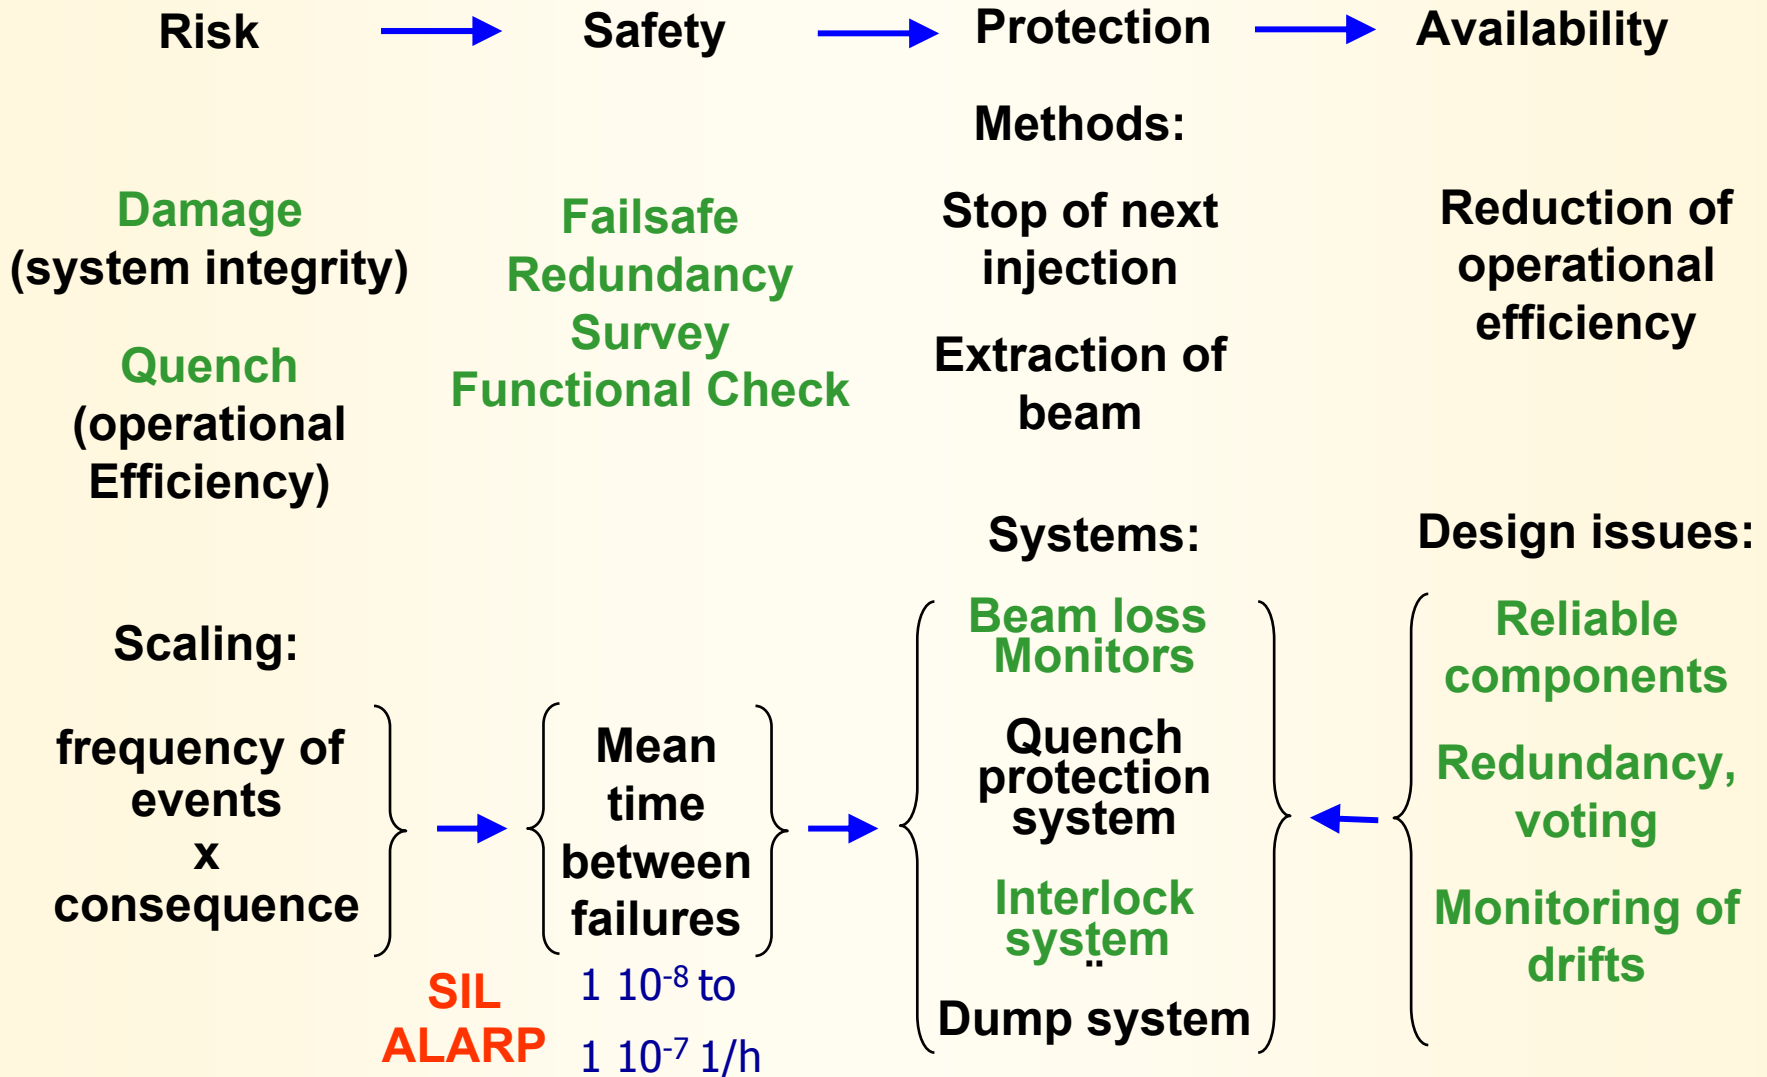 Risk
Safety
Protection
Availability
Damage
(system integrity)
Quench
(operational
Efficiency)
Scaling:
frequency of
events
x
consequence
Failsafe
Redundancy
Survey
Functional Check
SIL
ALARP
Mean
time
between
failures
1 10⁻⁸ to
1 10⁻⁷ 1/h
Methods:
Stop of next
injection
Extraction of
beam
Systems:
Beam loss
Monitors
Quench
protection
system
Interlock
system
..
Dump system
Reduction of
operational
efficiency
Design issues:
Reliable
components
Redundancy,
voting
Monitoring of
drifts